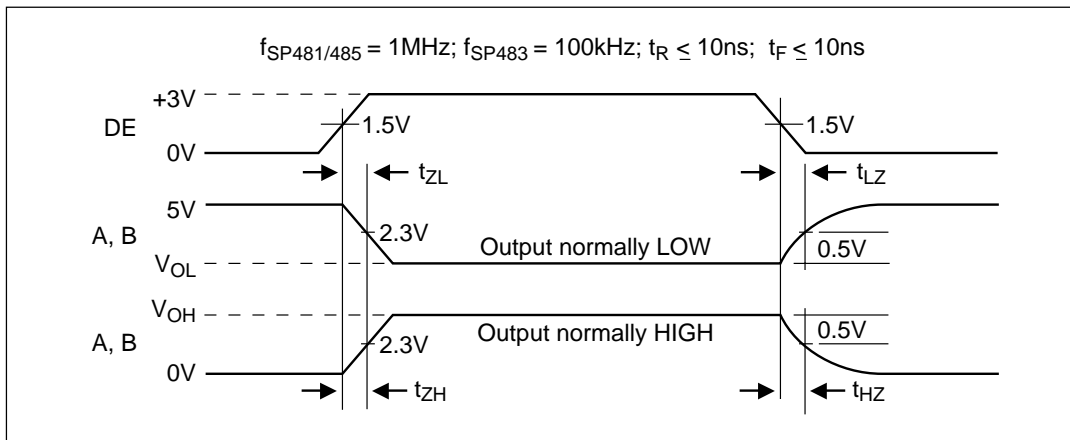 fSP481/485 = 1MHz; fSP483 = 100kHz; tR ≤ 10ns; tF ≤ 10ns
+3V
DE
1.5V
1.5V
0V
tZL
tLZ
5V
A, B
2.3V
Output normally LOW
0.5V
VOL
VOH
A, B
2.3V
Output normally HIGH
0.5V
0V
tZH
tHZ